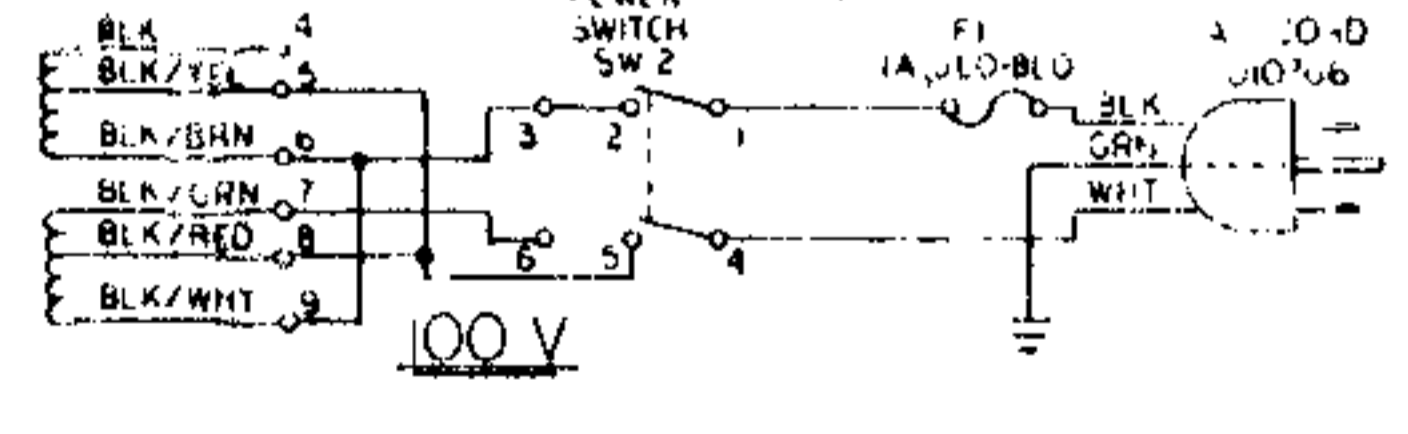 BLK 4
SWITCH
SW 2
F1
BLK/YEL 5
BLK/BRN 6
3 2 1
BLK
GRN
WHT
BLK/GRN 7
BLK/RED 8
6 5 4
BLK/WHT 9
100 V